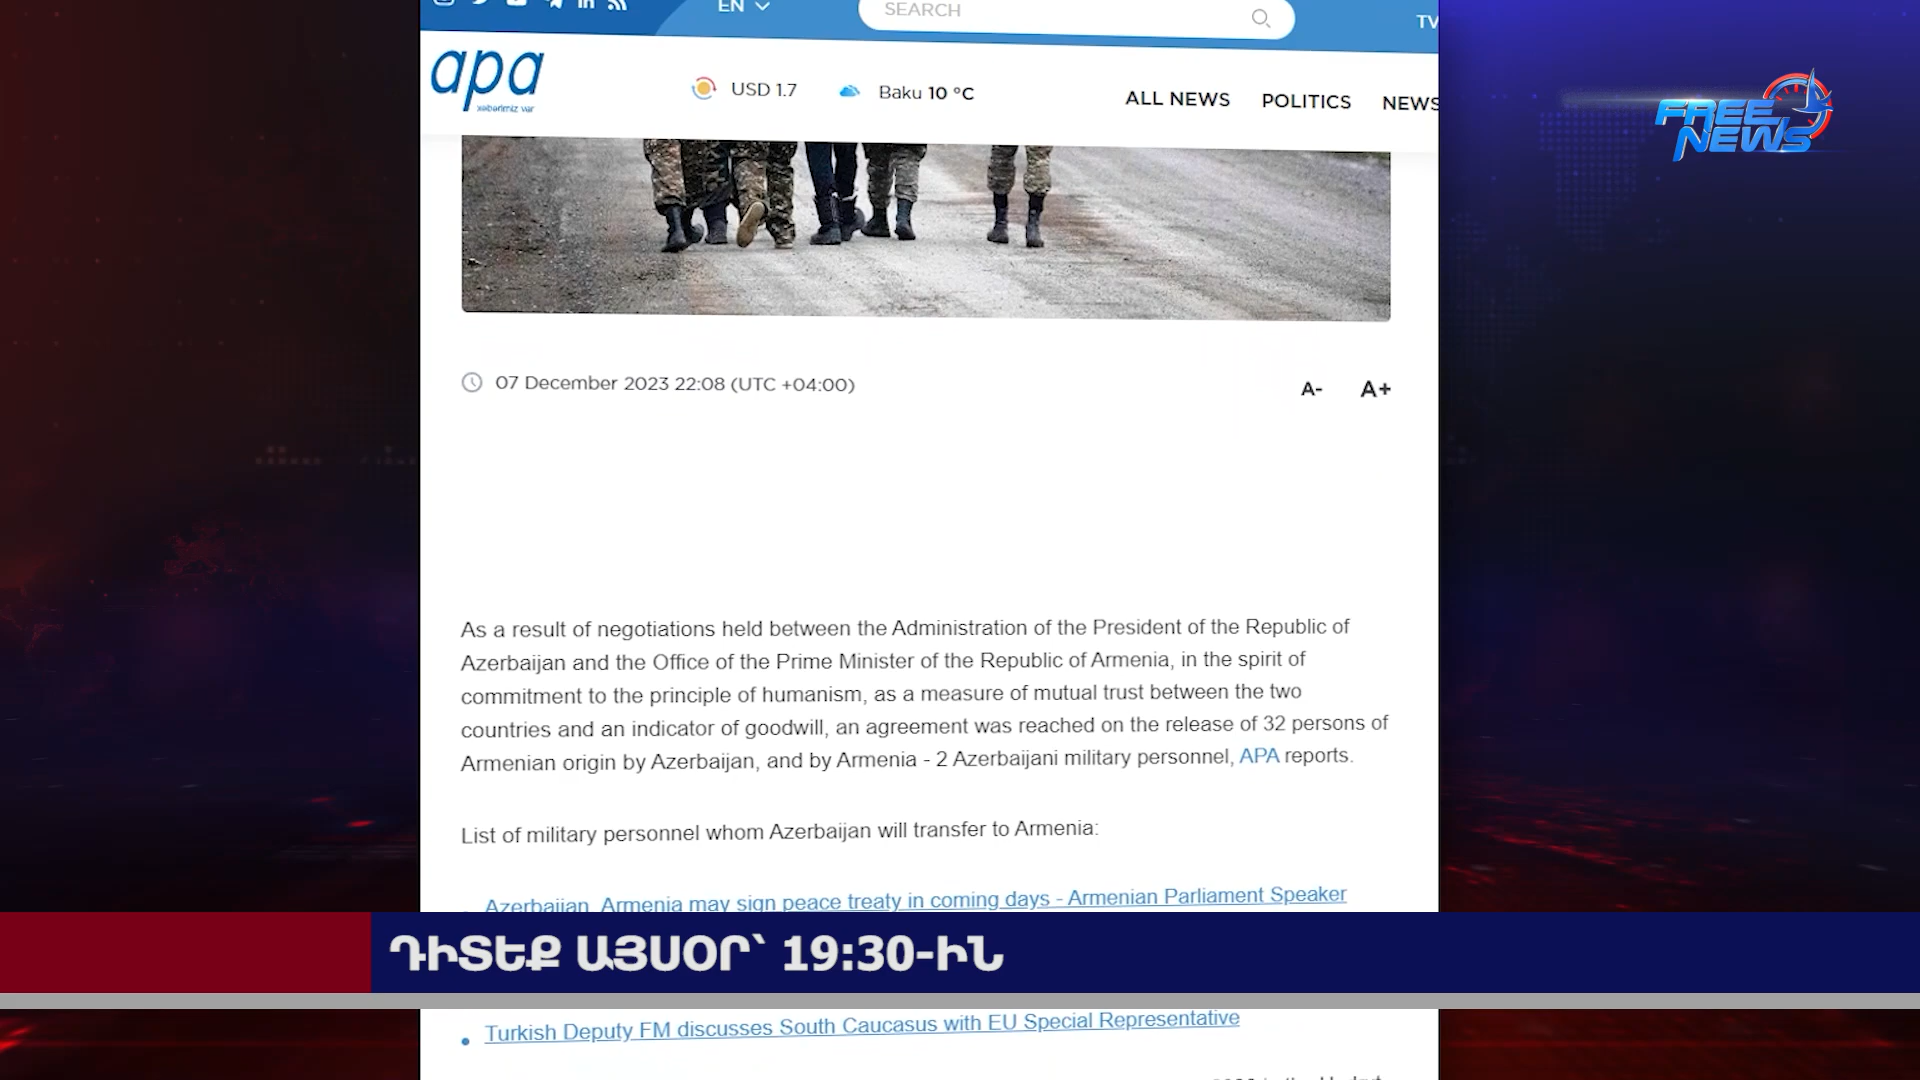 EN
SEARCH
TV
apa
xəbərimiz var
USD 1.7
Baku 10 °C
ALL NEWS
POLITICS
NEWS
FREE
NEWS
07 December 2023 22:08 (UTC +04:00)
A-
A+
As a result of negotiations held between the Administration of the President of the Republic of
Azerbaijan and the Office of the Prime Minister of the Republic of Armenia, in the spirit of
commitment to the principle of humanism, as a measure of mutual trust between the two
countries and an indicator of goodwill, an agreement was reached on the release of 32 persons of
Armenian origin by Azerbaijan, and by Armenia - 2 Azerbaijani military personnel, APA reports.
List of military personnel whom Azerbaijan will transfer to Armenia:
Azerbaijan, Armenia may sign peace treaty in coming days - Armenian Parliament Speaker
ԴԻՏԵՔ ԱՅՍՕՐ՝ 19:30-ԻՆ
Turkish Deputy FM discusses South Caucasus with EU Special Representative